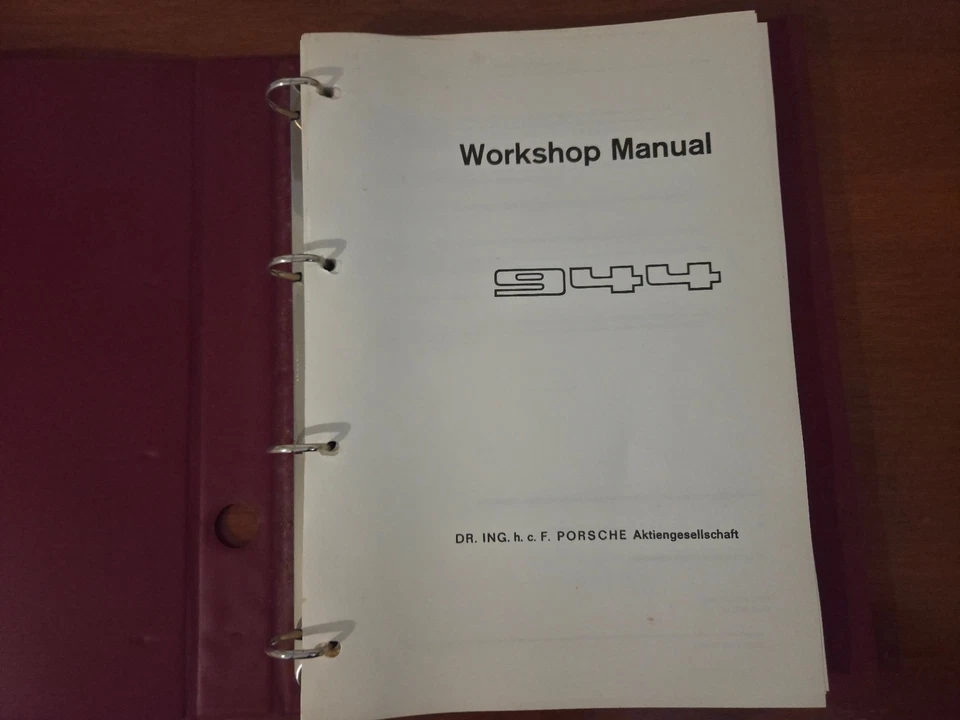 Workshop Manual
944
DR. ING. h. c. F. PORSCHE Aktiengesellschaft